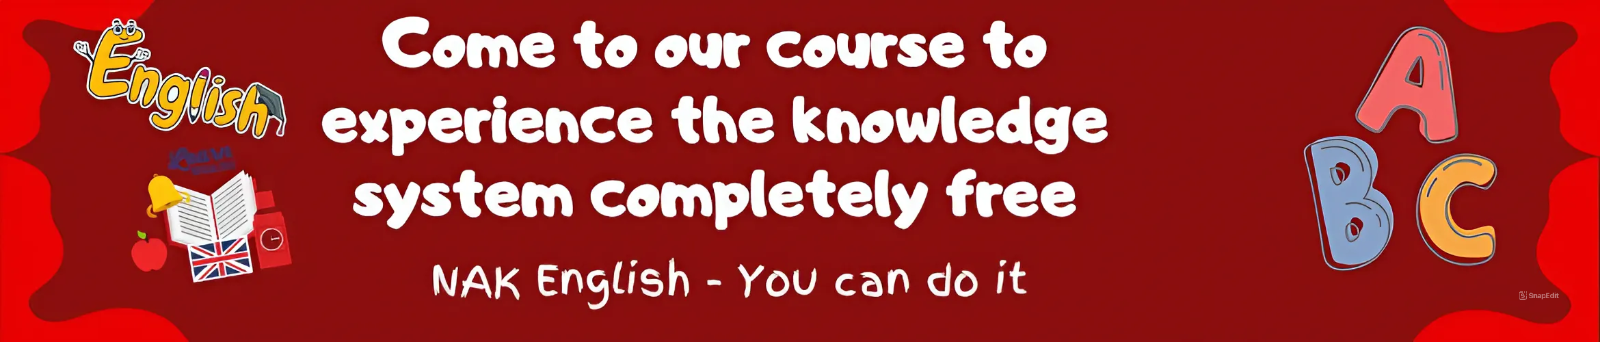 English
Come to our course to
experience the knowledge
system completely free
NAK English - You can do it
A
B C
SnapEdit